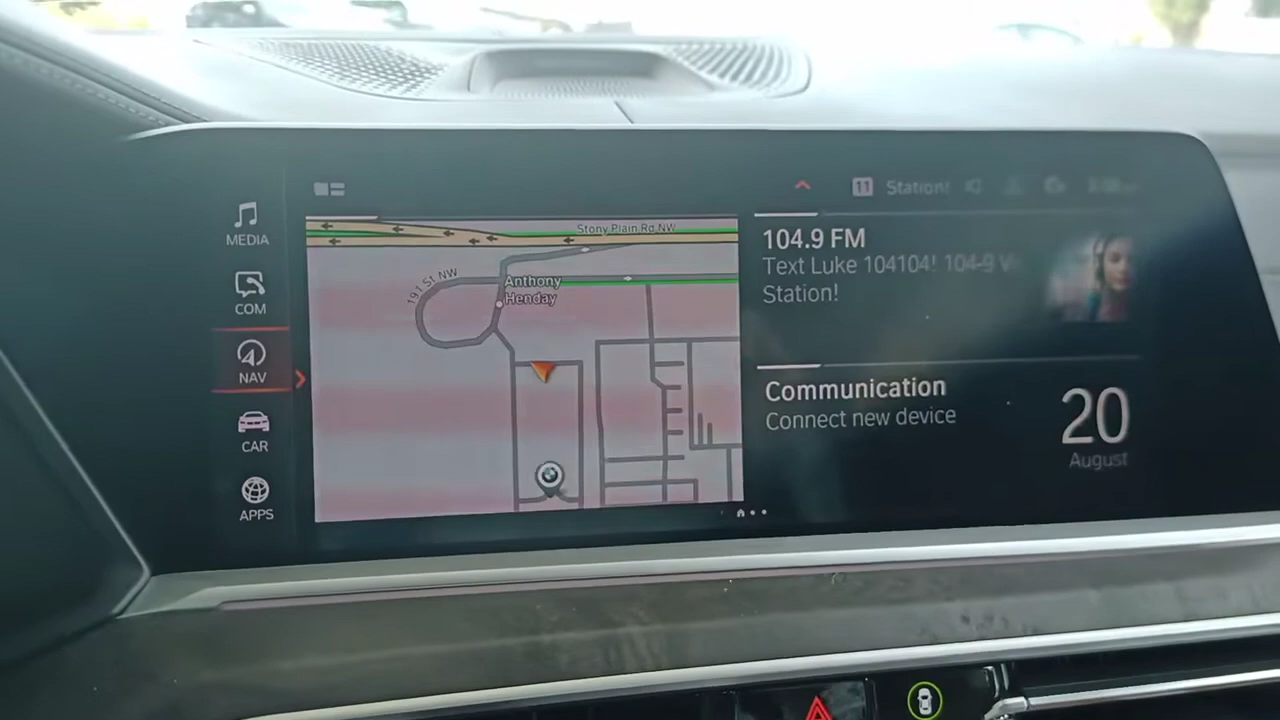 MEDIA
COM
NAV
CAR
APPS
Stony Plain Rd NW
191 St NW
Anthony
Henday
11 Station!
104.9 FM
Text Luke 104104! 104-9
Station!
Communication
Connect new device
20
August